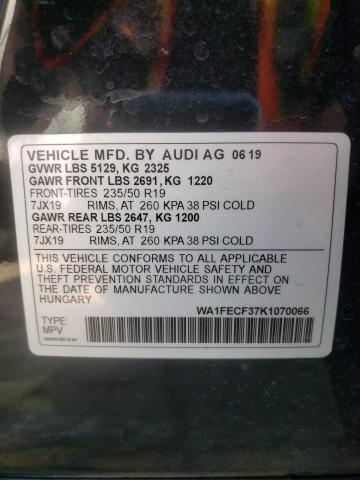 VEHICLE MFD. BY AUDI AG 06 19
GVWR LBS 5129, KG 2325
GAWR FRONT LBS 2691, KG 1220
FRONT-TIRES 235/50 R19
7JX19 RIMS, AT 260 KPA 38 PSI COLD
GAWR REAR LBS 2647, KG 1200
REAR-TIRES 235/50 R19
7JX19 RIMS, AT 260 KPA 38 PSI COLD
THIS VEHICLE CONFORMS TO ALL APPLICABLE
U.S. FEDERAL MOTOR VEHICLE SAFETY AND
THEFT PREVENTION STANDARDS IN EFFECT ON
THE DATE OF MANUFACTURE SHOWN ABOVE.
HUNGARY
WA1FECF37K1070066
TYPE:
MPV